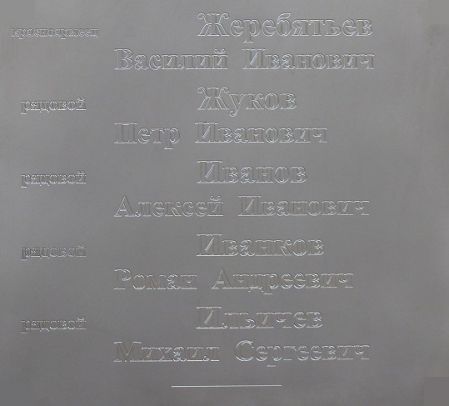 красноармеец Жеребятьев
Василий Иванович
рядовой Жуков
Петр Иванович
рядовой Иванов
Алексей Иванович
рядовой Иванков
Роман Андреевич
рядовой Ильичев
Михаил Сергеевич